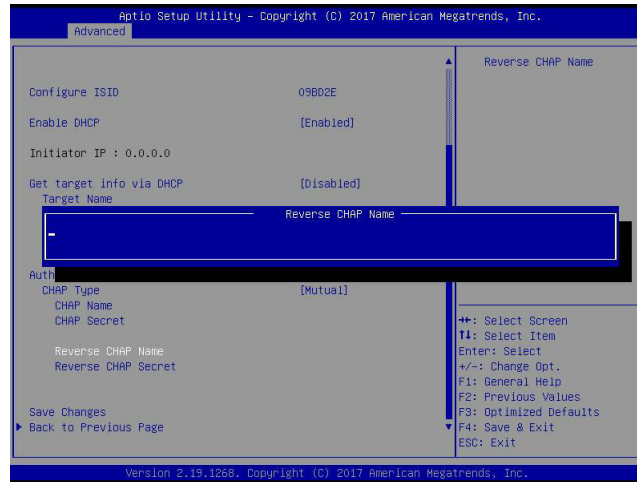 Aptio Setup Utility – Copyright (C) 2017 American Megatrends, Inc.
Advanced
Reverse CHAP Name
Configure ISID 09BD2E
Enable DHCP [Enabled]
Initiator IP : 0.0.0.0
Get target info via DHCP [Disabled]
Target Name
Reverse CHAP Name
Auth
CHAP Type [Mutual]
CHAP Name
CHAP Secret
Reverse CHAP Name
Reverse CHAP Secret
Save Changes
Back to Previous Page
→←: Select Screen
↑↓: Select Item
Enter: Select
+/-: Change Opt.
F1: General Help
F2: Previous Values
F3: Optimized Defaults
F4: Save & Exit
ESC: Exit
Version 2.19.1268. Copyright (C) 2017 American Megatrends, Inc.